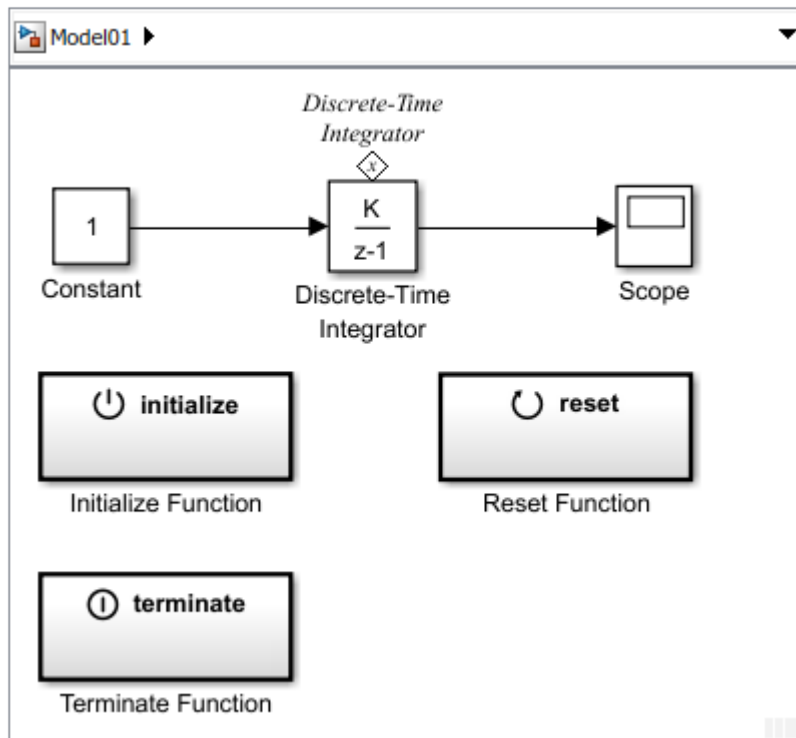 Model01
Discrete-Time
Integrator
x
1
K
z-1
Constant
Discrete-Time
Integrator
Scope
initialize
reset
Initialize Function
Reset Function
terminate
Terminate Function